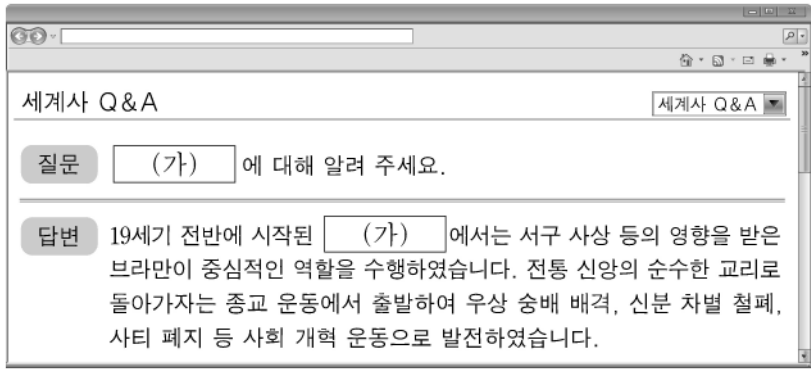 세계사 Q&A
세계사 Q&A
질문 (가) 에 대해 알려 주세요.
답변 19세기 전반에 시작된 (가) 에서는 서구 사상 등의 영향을 받은
브라만이 중심적인 역할을 수행하였습니다. 전통 신앙의 순수한 교리로
돌아가자는 종교 운동에서 출발하여 우상 숭배 배격, 신분 차별 철폐,
사티 폐지 등 사회 개혁 운동으로 발전하였습니다.